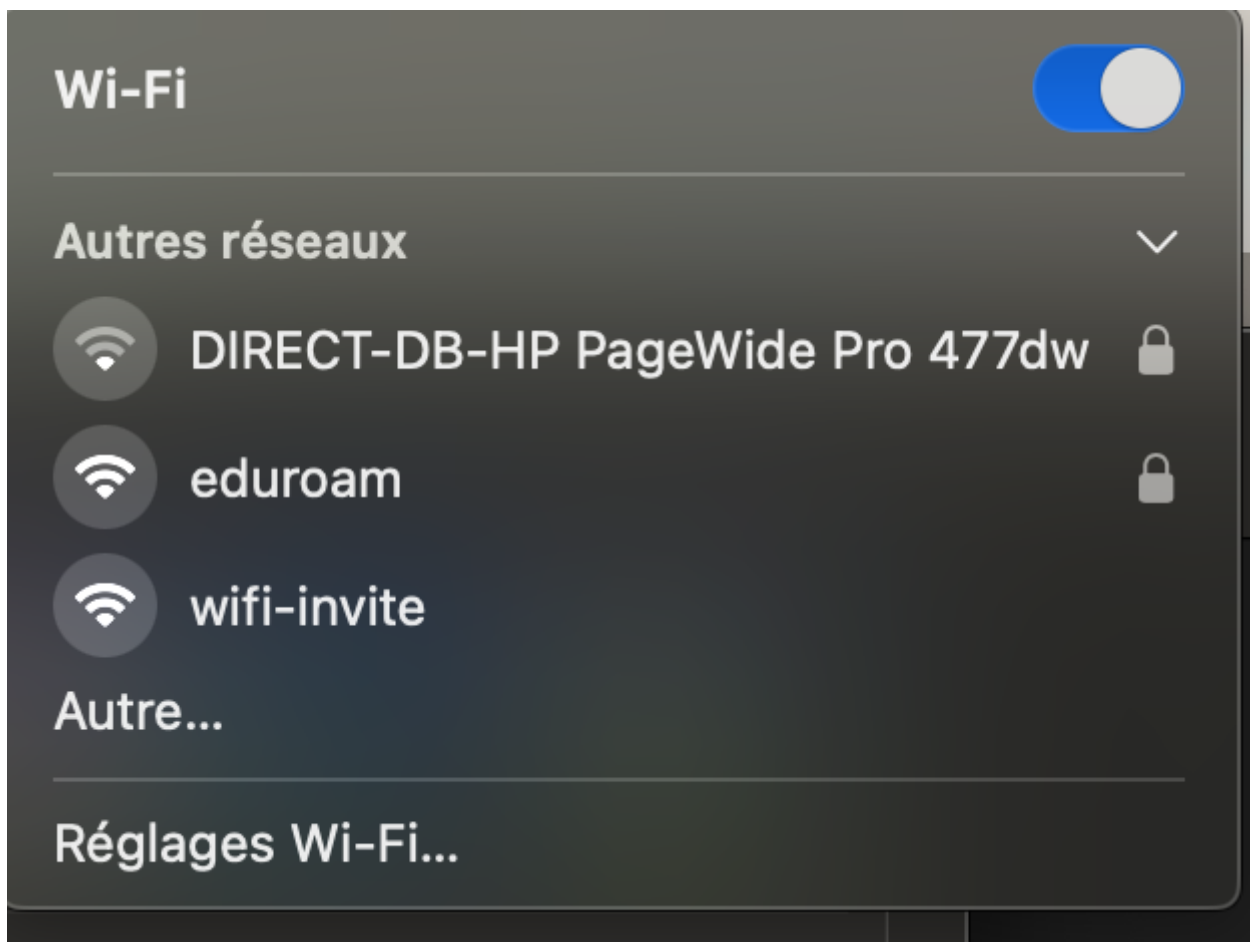 Wi-Fi
Autres réseaux
DIRECT-DB-HP PageWide Pro 477dw
eduroam
wifi-invite
Autre...
Réglages Wi-Fi...